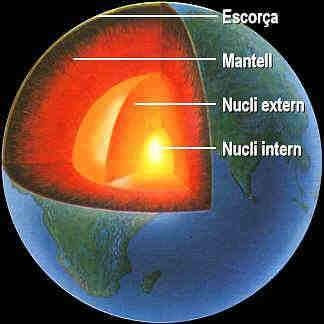 Escorça
Mantell
Nucli extern
Nucli intern